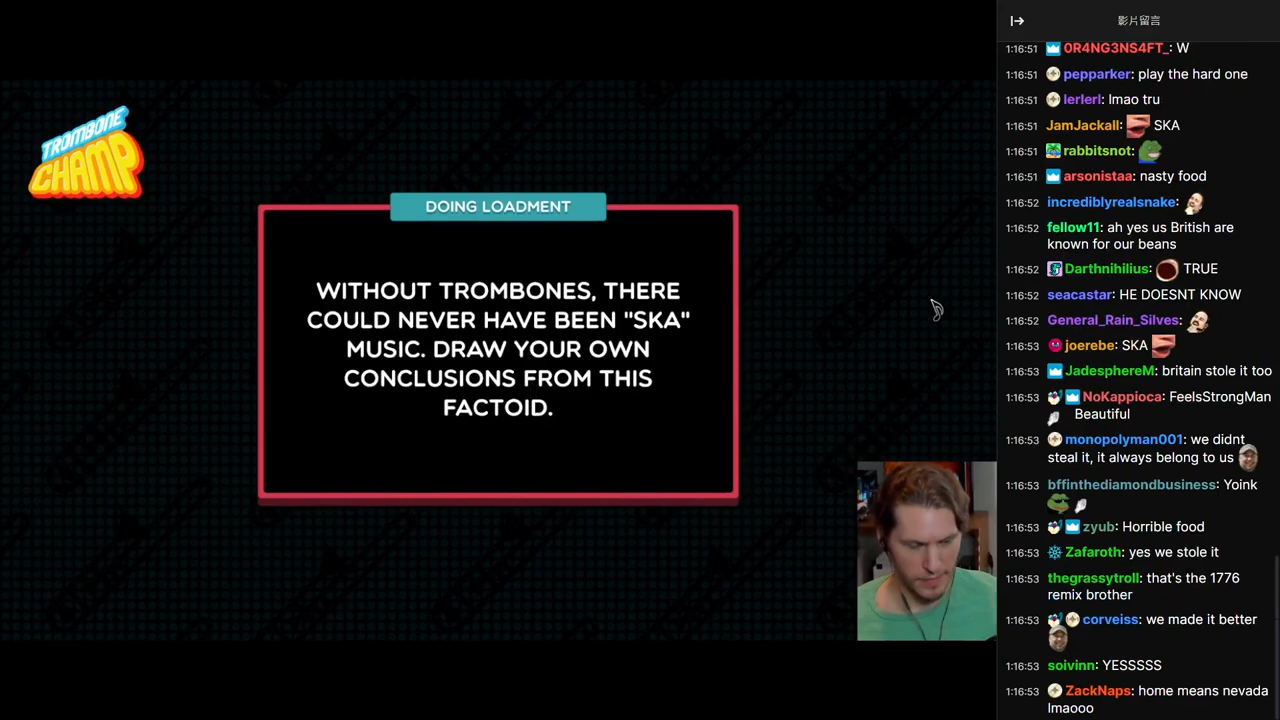 TROMBONE
CHAMP
DOING LOADMENT
WITHOUT TROMBONES, THERE
COULD NEVER HAVE BEEN "SKA"
MUSIC. DRAW YOUR OWN
CONCLUSIONS FROM THIS
FACTOID.
影片留言
1:16:51 0R4NG3NS4FT_: W
1:16:51 pepparker: play the hard one
1:16:51 lerlerl: lmao tru
1:16:51 JamJackall: SKA
1:16:51 rabbitsnot:
1:16:51 arsonistaa: nasty food
1:16:52 incrediblyrealsnake:
1:16:52 fellow11: ah yes us British are
known for our beans
1:16:52 Darthnihilius: TRUE
1:16:52 seacastar: HE DOESNT KNOW
1:16:52 General_Rain_Silves:
1:16:53 joerebe: SKA
1:16:53 JadesphereM: britain stole it too
1:16:53 NoKappioca: FeelsStrongMan
Beautiful
1:16:53 monopolyman001: we didnt
steal it, it always belong to us
1:16:53 bffinthediamondbusiness: Yoink
1:16:53 zyub: Horrible food
1:16:53 Zafaroth: yes we stole it
1:16:53 thegrassytroll: that's the 1776
remix brother
1:16:53 corveiss: we made it better
1:16:53 soivinn: YESSSSS
1:16:53 ZackNaps: home means nevada
lmaooo